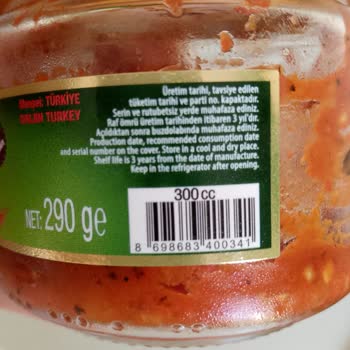 Menşei: TÜRKİYE
ORIJIN TURKEY
Üretim tarihi, tavsiye edilen
tüketim tarihi ve parti no. kapaktadır.
Serin ve rutubetsiz yerde muhafaza ediniz.
Raf ömrü üretim tarihinden itibaren 3 yıl'dır.
Açıldıktan sonra buzdolabında muhafaza ediniz.
Production date, recommended consumption date
and serial number on the cover. Store in a cool and dry place.
Shelf life is 3 years from the date of manufacture.
Keep in the refrigerator after opening.
300 cc
NET: 290 g℮
8 698683 400341